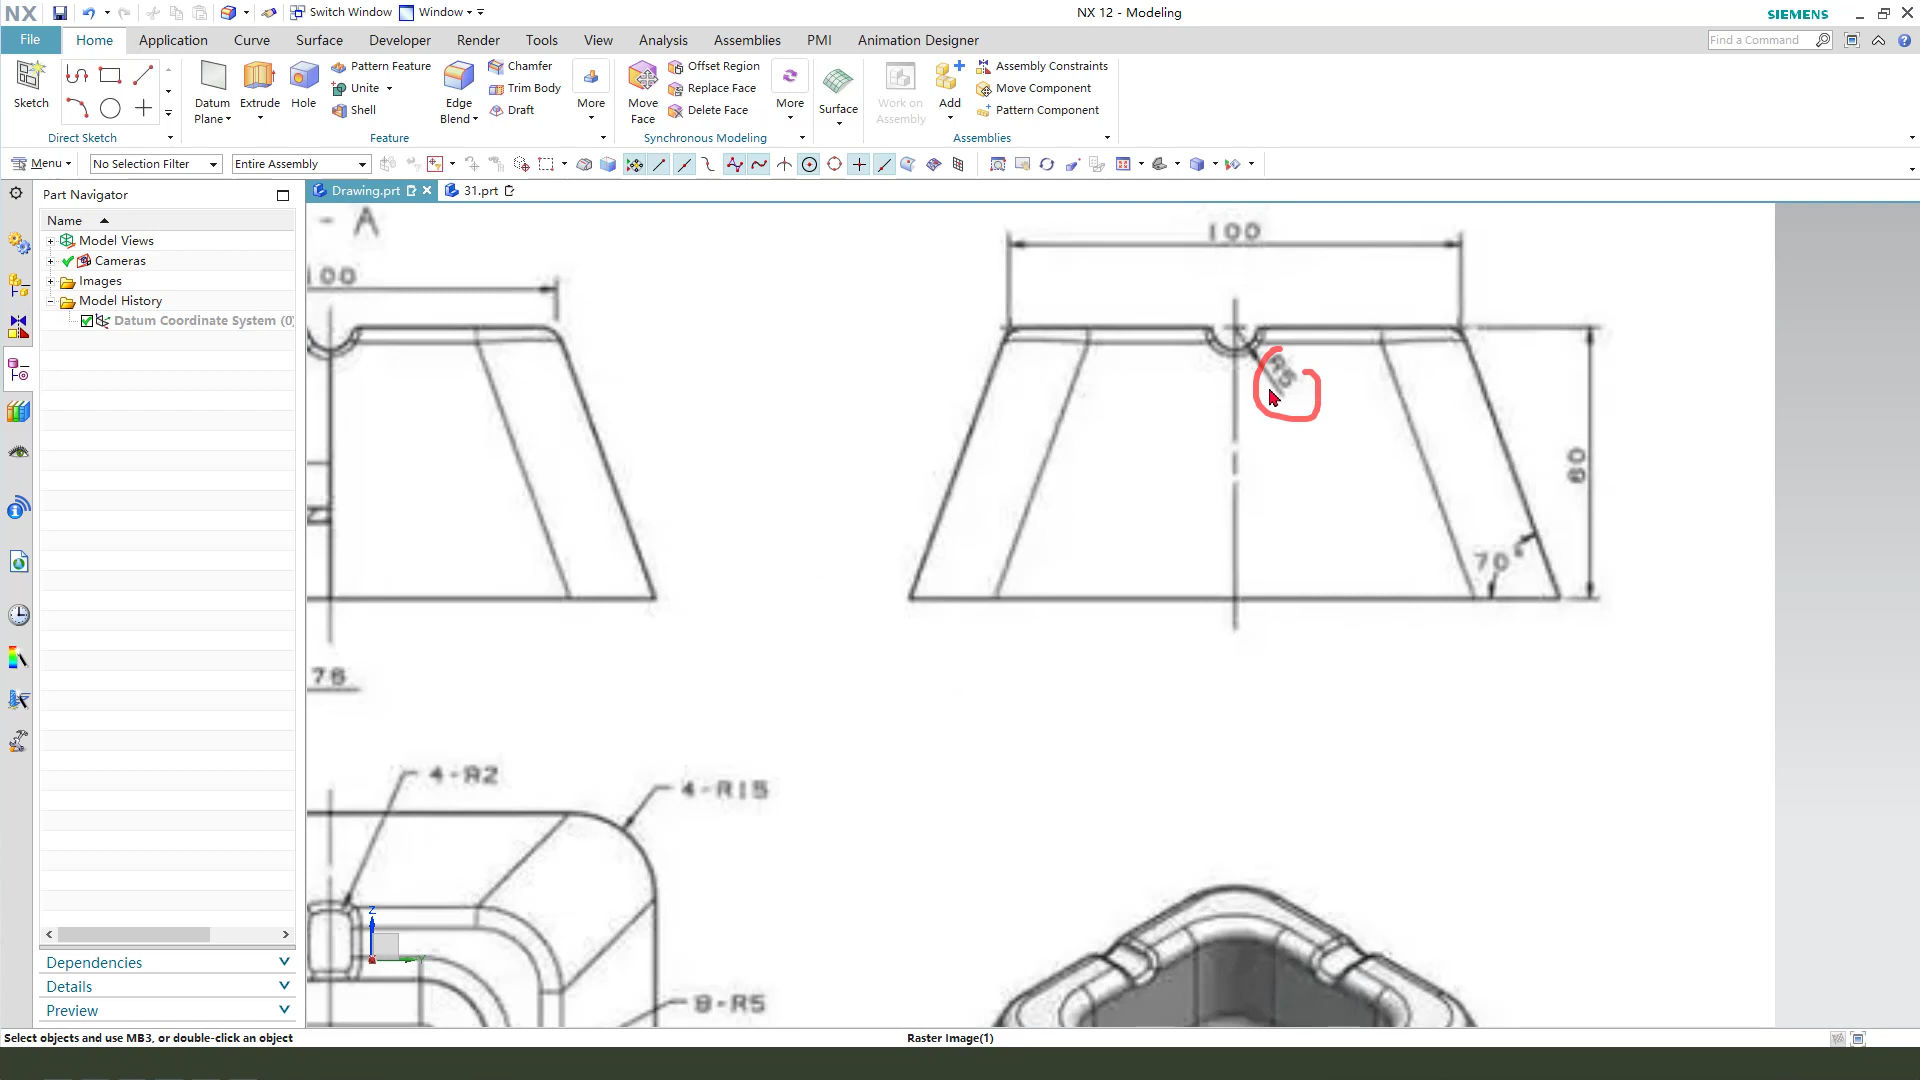 NX Switch Window Window NX 12 - Modeling SIEMENS
File Home Application Curve Surface Developer Render Tools View Analysis Assemblies PMI Animation Designer Find a Command
Sketch
Datum Plane
Extrude
Hole
Pattern Feature
Unite
Shell
Edge Blend
Chamfer
Trim Body
Draft
More
Move Face
Offset Region
Replace Face
Delete Face
More
Surface
Work on Assembly
Add
Assembly Constraints
Move Component
Pattern Component
Direct Sketch Feature Synchronous Modeling Assemblies
Menu No Selection Filter Entire Assembly
Part Navigator
Drawing.prt 31.prt
Name
Model Views
Cameras
Images
Model History
Datum Coordinate System (0)
Dependencies
Details
Preview
- A
100
100
R5
60
70°
76
4-R2
4-R15
8-R5
Z
Y
Select objects and use MB3, or double-click an object Raster Image(1)